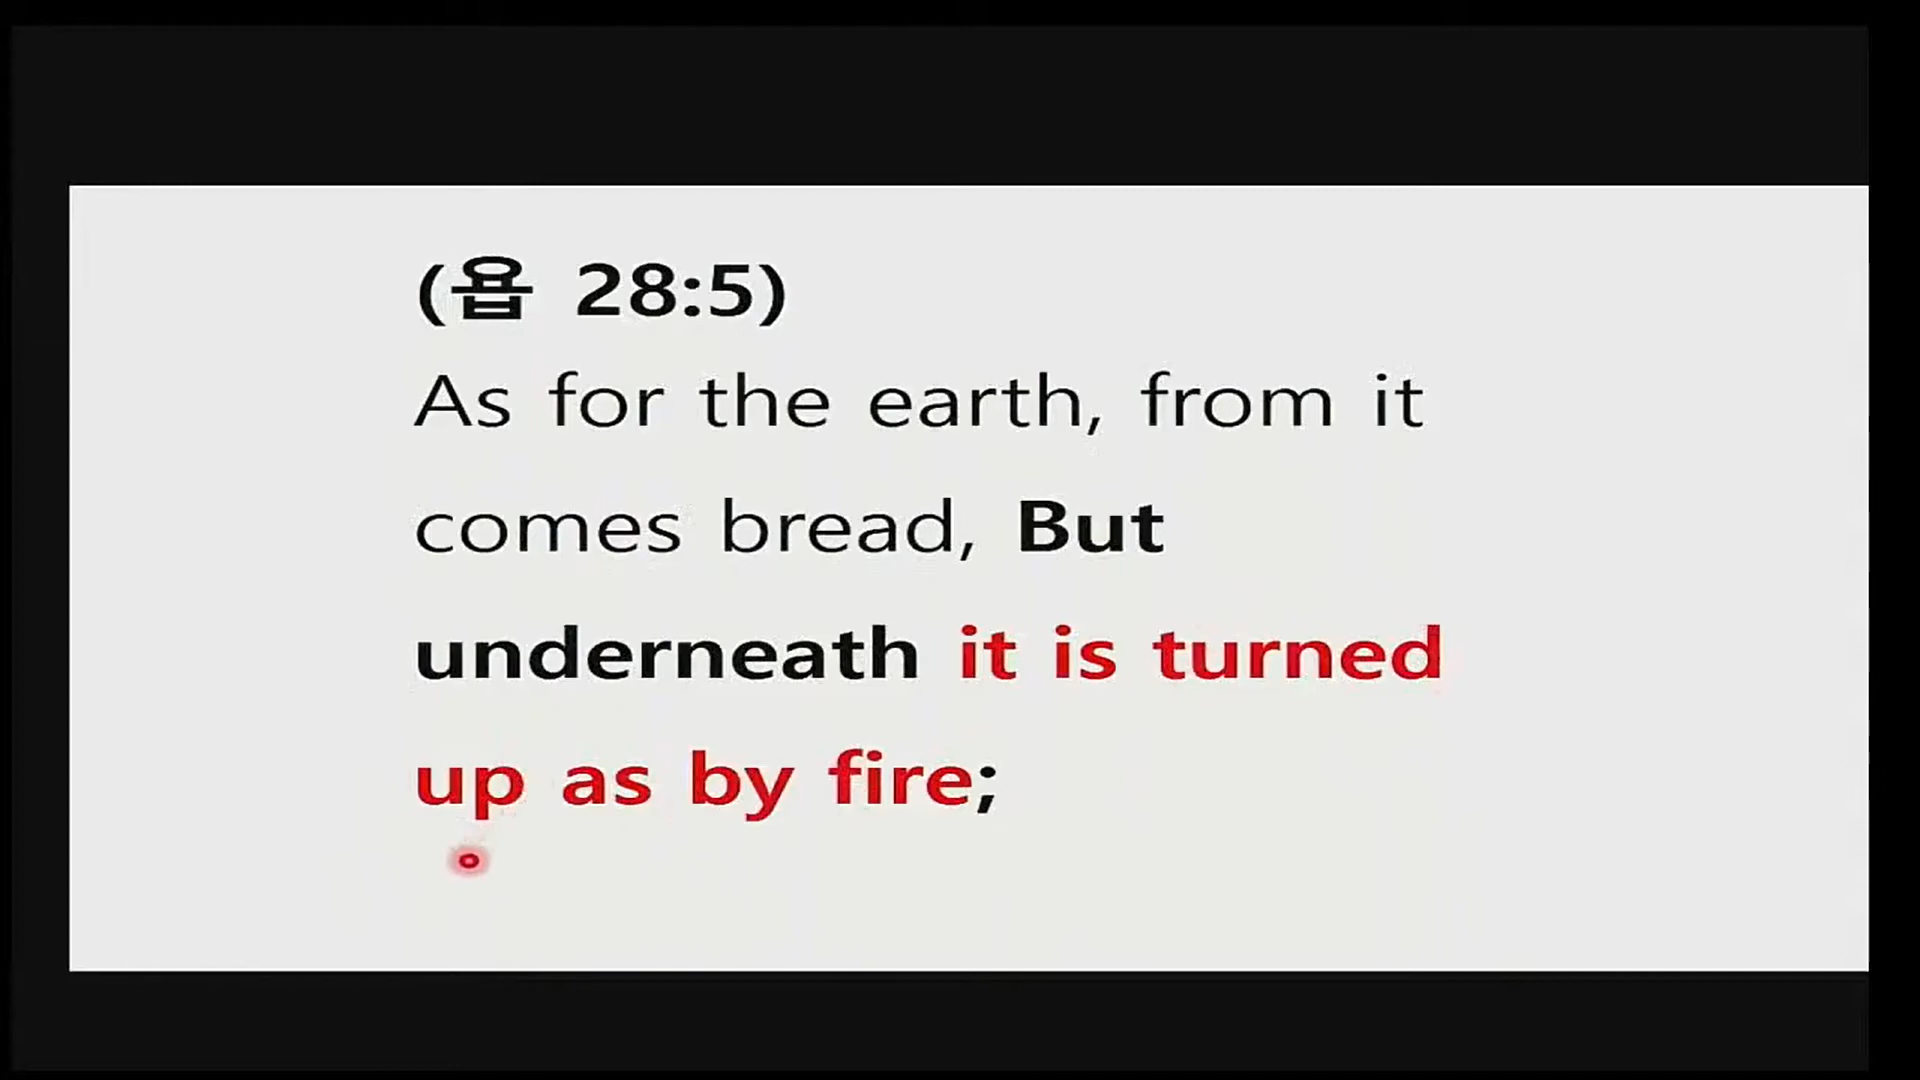 (욥 28:5)
As for the earth, from it
comes bread, But
underneath it is turned
up as by fire;